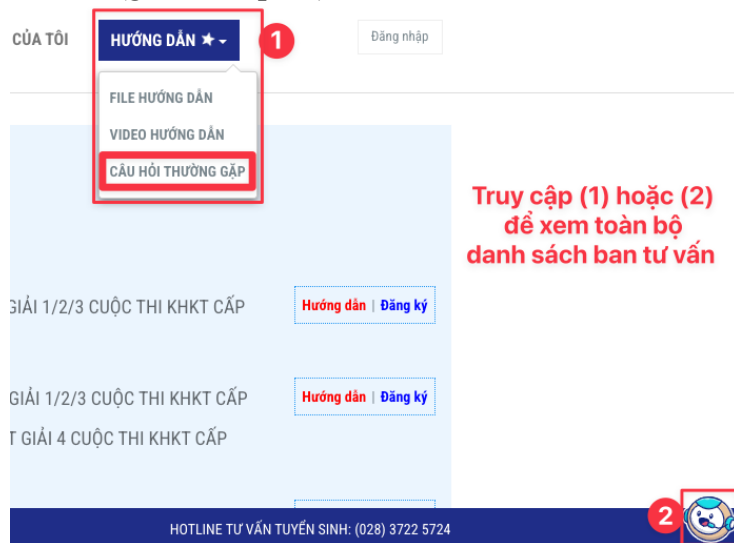 CỦA TÔI
HƯỚNG DẪN ★
1
Đăng nhập
FILE HƯỚNG DẪN
VIDEO HƯỚNG DẪN
CÂU HỎI THƯỜNG GẶP
Truy cập (1) hoặc (2)
để xem toàn bộ
danh sách ban tư vấn
GIẢI 1/2/3 CUỘC THI KHKT CẤP
Hướng dẫn | Đăng ký
GIẢI 1/2/3 CUỘC THI KHKT CẤP
Hướng dẫn | Đăng ký
T GIẢI 4 CUỘC THI KHKT CẤP
2
HOTLINE TƯ VẤN TUYỂN SINH: (028) 3722 5724